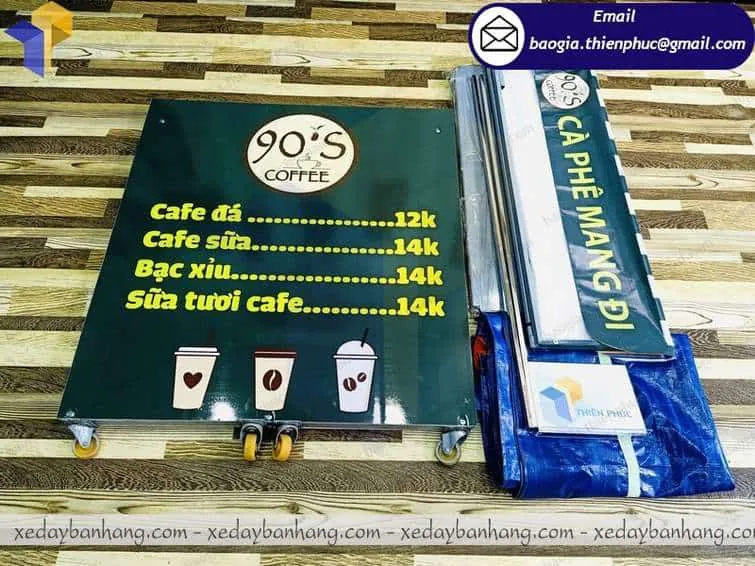 Email
baogia.thienphuc@gmail.com
90'S
COFFEE
Cafe đá .................12k
Cafe sữa................14k
Bạc xỉu...................14k
Sữa tươi cafe...........14k
90'S
COFFEE
CÀ PHÊ MANG ĐI
THIÊN PHÚC
xedaybanhang.com - xedaybanhang.com - xedaybanhang.com - xedaybanhang.com